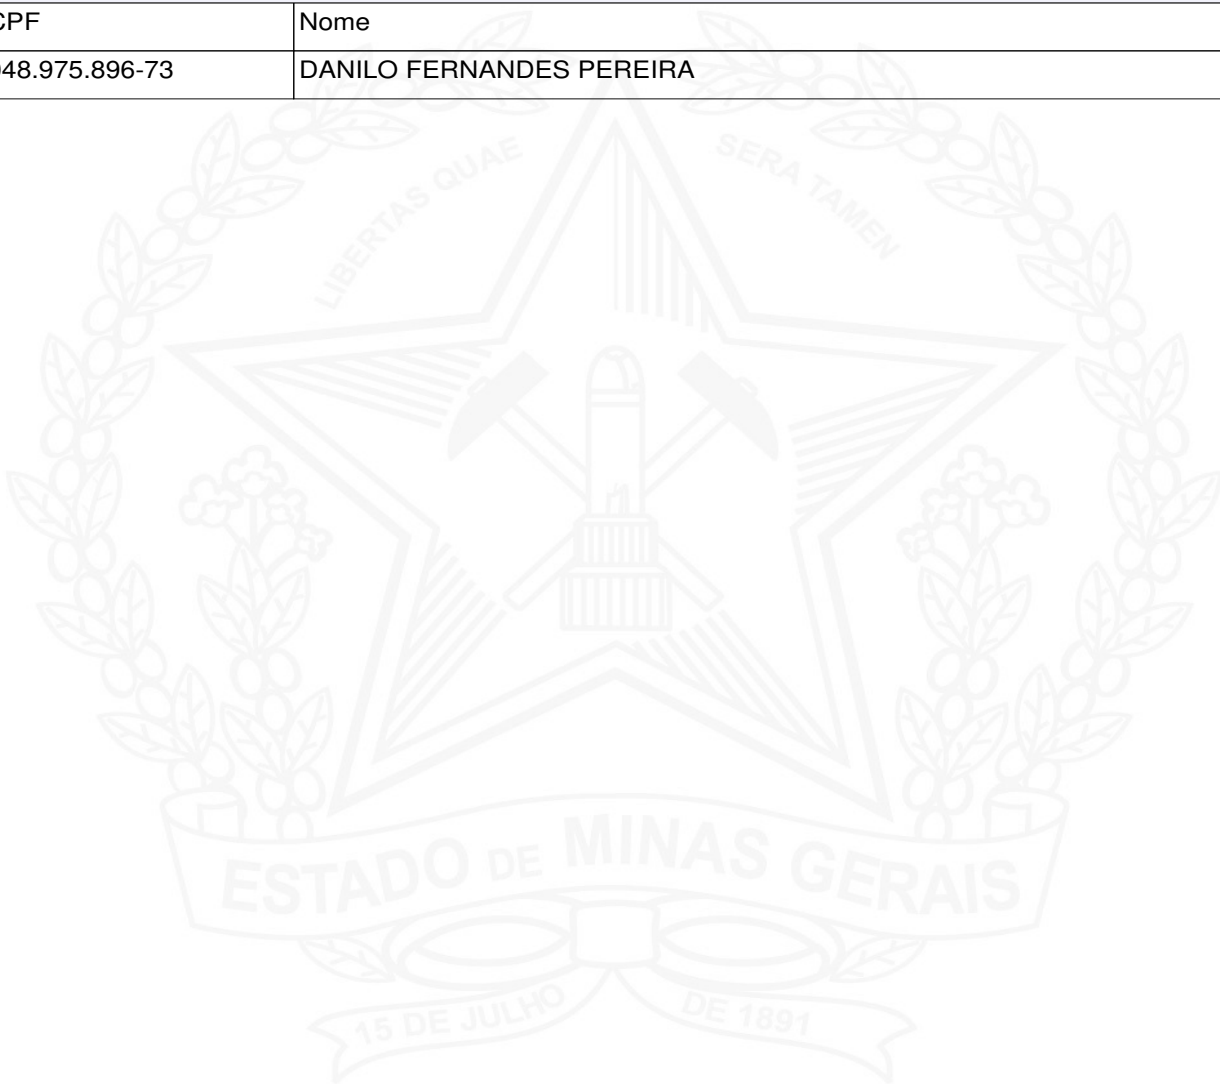 CPF Nome
048.975.896-73 DANILO FERNANDES PEREIRA
LIBERTAS QUAE SERA TAMEN
ESTADO DE MINAS GERAIS
15 DE JULHO DE 1891